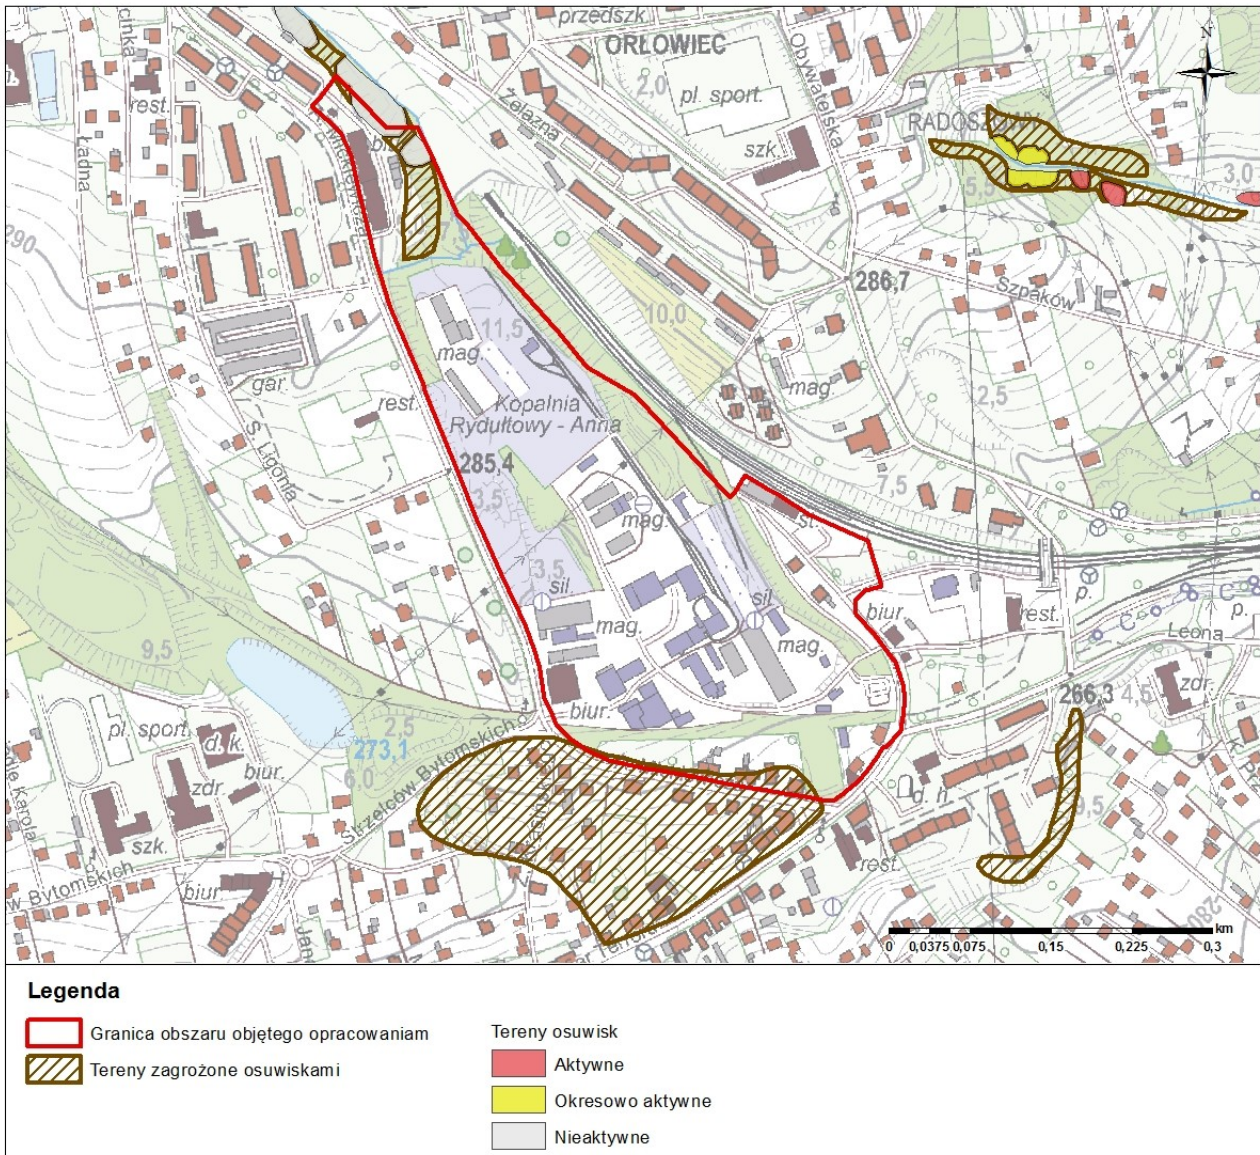 przedszk.
ORŁOWIEC
N
rest.
2,0
pl. sport.
Obywatelska
Żelazna
szk.
Ładna
3,0
5,5
290
286,7
Szpaków
11,5
10,0
mag.
mag.
gar.
rest.
2,5
Kopalnia
Rydułtowy - Anna
S. Ligonia
285,4
3,5
7,5
mag.
st.
3,5
sil.
sil.
p.
mag.
biur.
rest.
C
C
p.
9,5
mag.
Leona
biur.
266,3
4,5
zdr.
pl. sport.
d. k.
2,5
273,1
biur.
6,0
Strzelców Bytomskich
zdr.
Karola
d. h.
9,5
szk.
rest.
w Bytomskich
biur.
280
km
0 0,0375 0,075 0,15 0,225 0,3
Legenda
Granica obszaru objętego opracowaniam
Tereny zagrożone osuwiskami
Tereny osuwisk
Aktywne
Okresowo aktywne
Nieaktywne